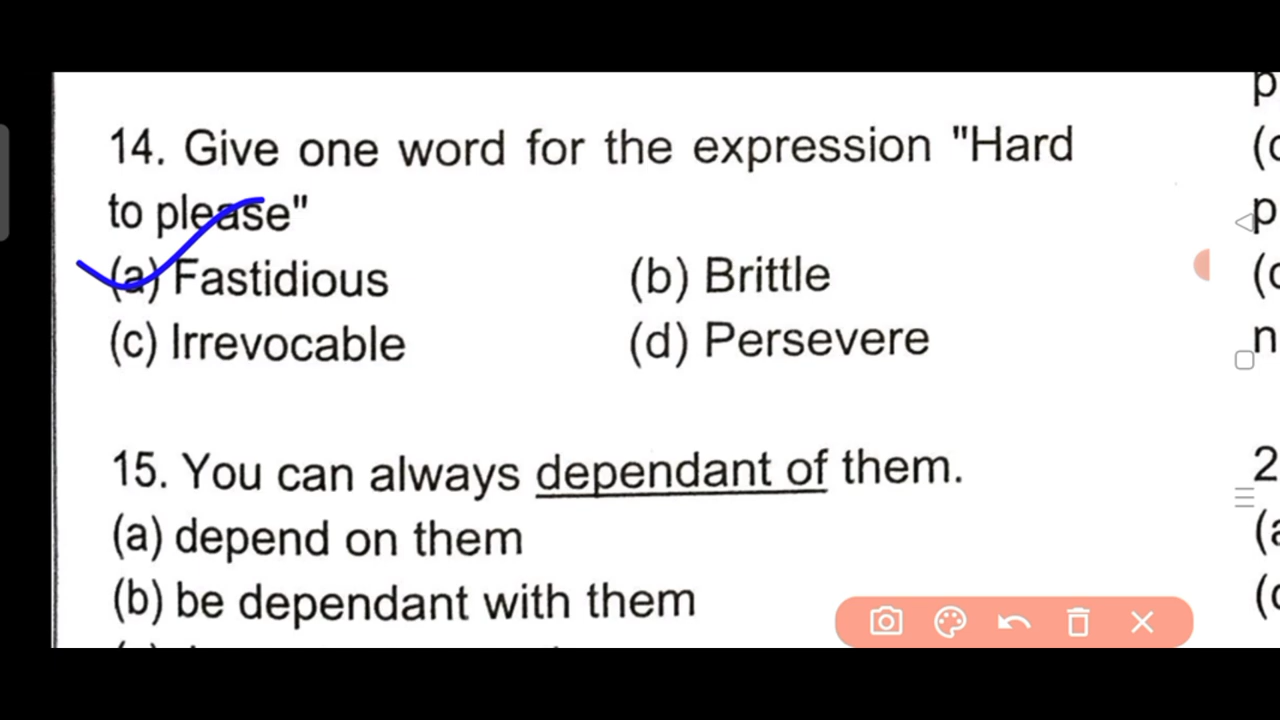 14. Give one word for the expression "Hard
to please"
(a) Fastidious (b) Brittle
(c) Irrevocable (d) Persevere
15. You can always dependant of them.
(a) depend on them
(b) be dependant with them
p
(c
p
(c
n
2
(a
(c